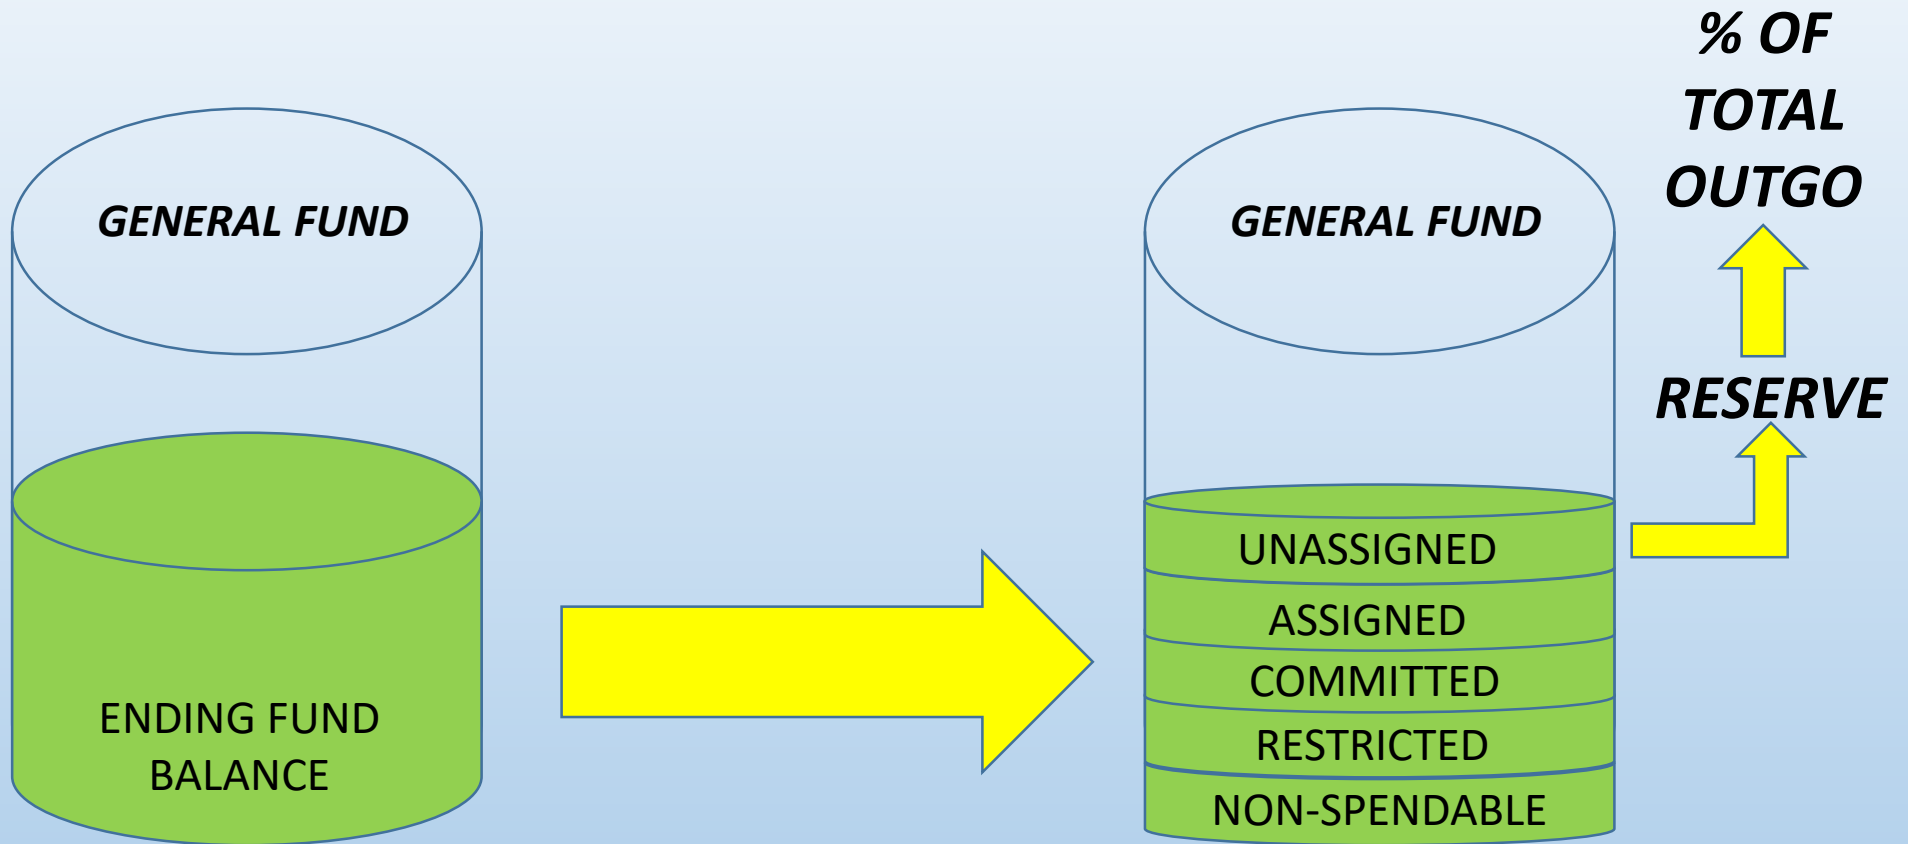 GENERAL FUND
ENDING FUND
BALANCE
GENERAL FUND
UNASSIGNED
ASSIGNED
COMMITTED
RESTRICTED
NON-SPENDABLE
% OF
TOTAL
OUTGO
RESERVE